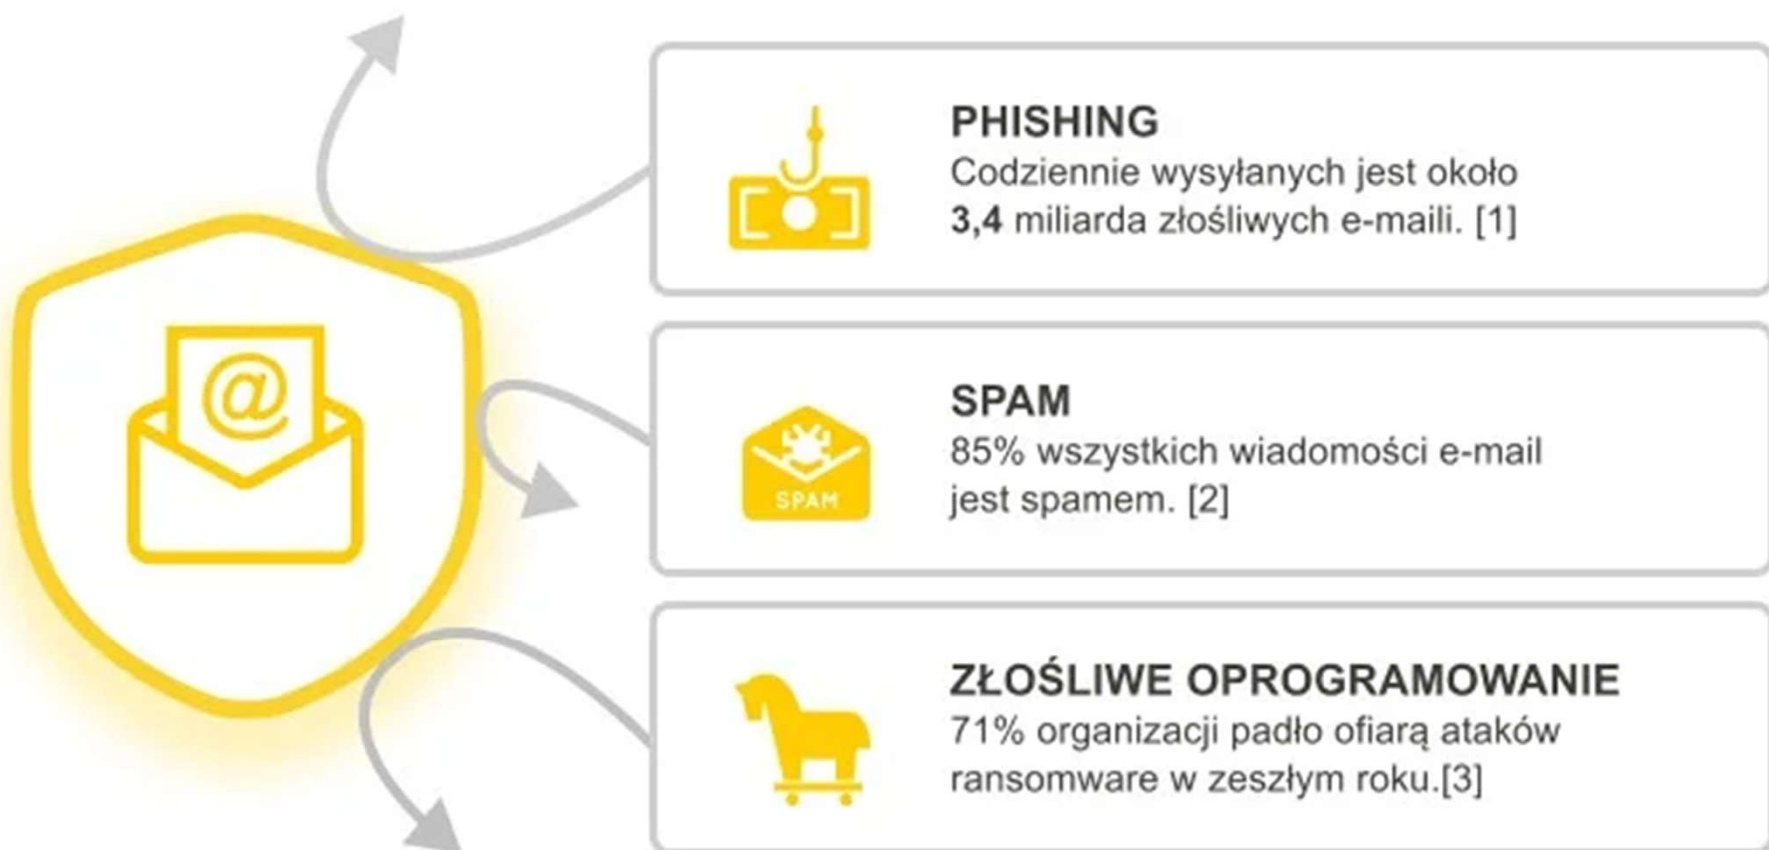 @
PHISHING
Codziennie wysyłanych jest około
3,4 miliarda złośliwych e-maili. [1]
SPAM
SPAM
85% wszystkich wiadomości e-mail
jest spamem. [2]
ZŁOŚLIWE OPROGRAMOWANIE
71% organizacji padło ofiarą ataków
ransomware w zeszłym roku.[3]